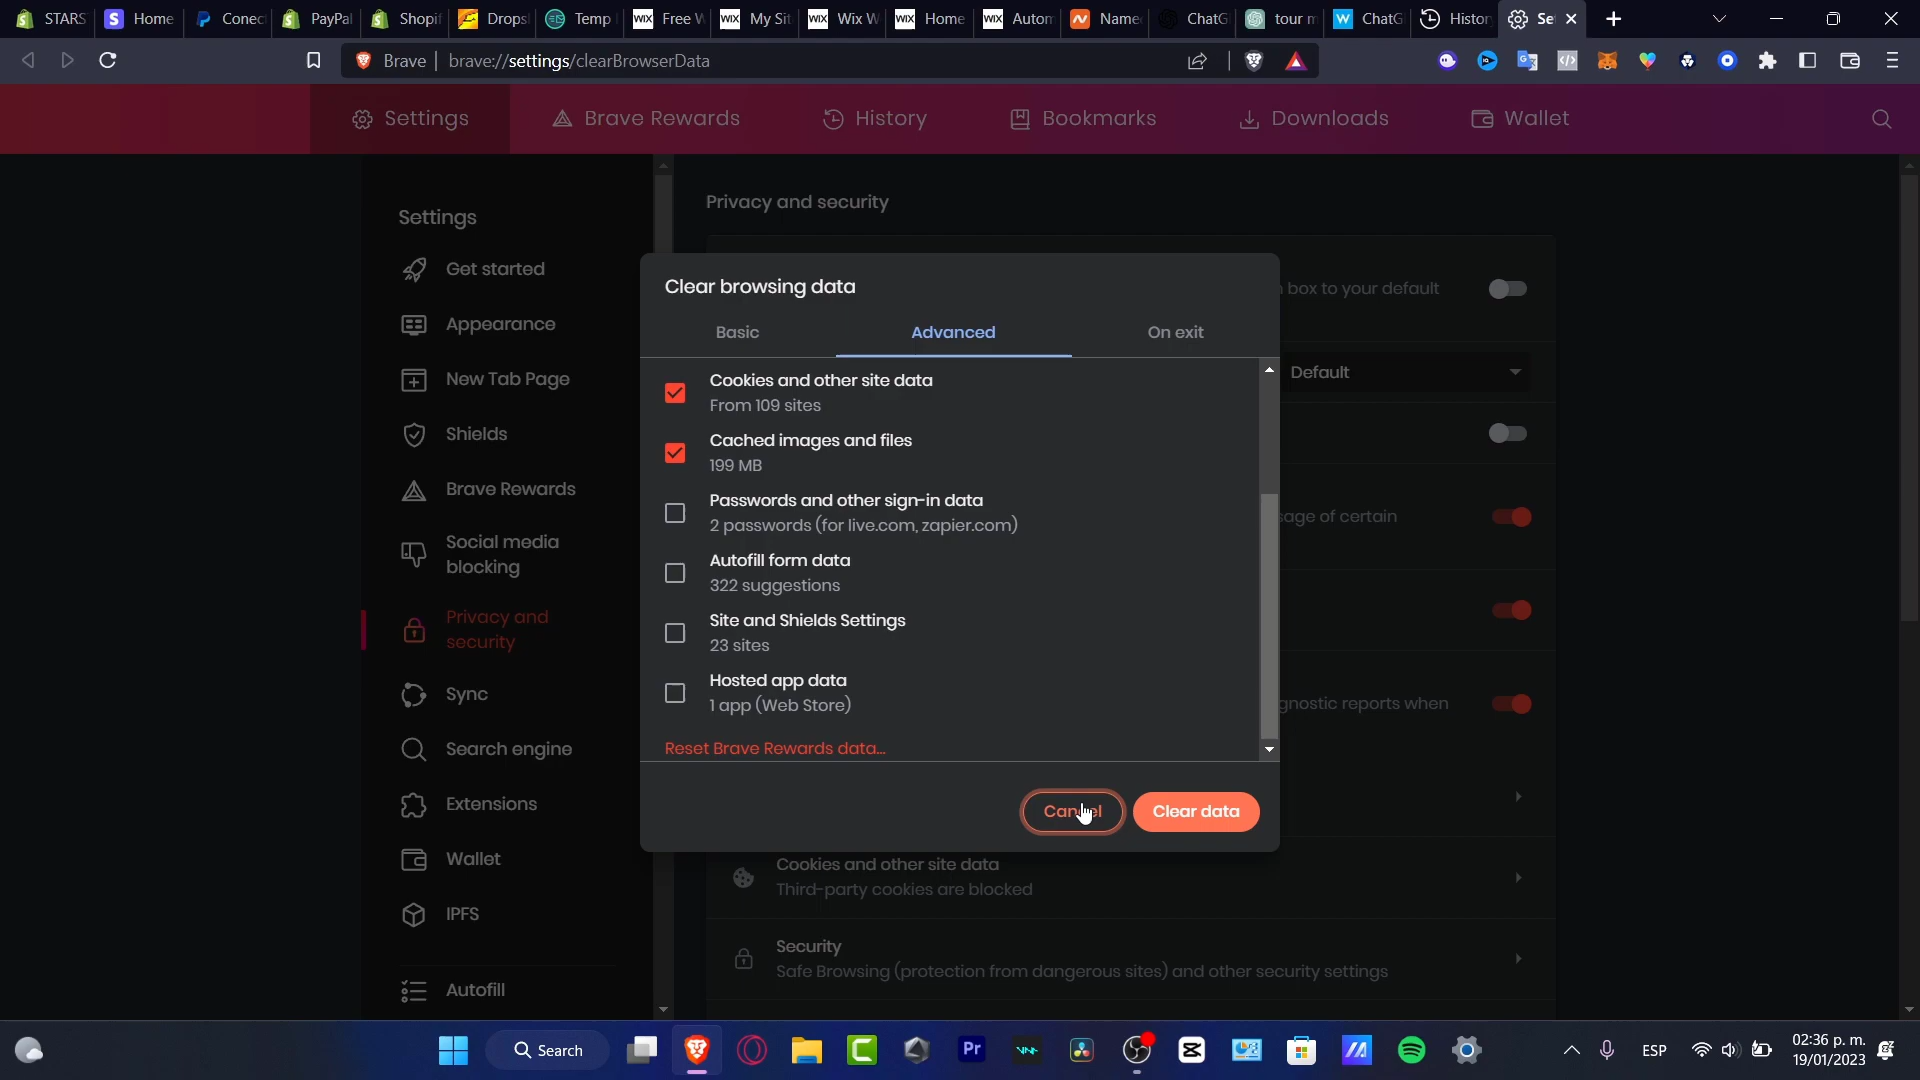 STARS
Home
Conec
PayPal
Shopif
Drops
Temp
Free W
My Sit
Wix W
Home
Autom
Name
ChatG
tour m
ChatG
Histor
Set
Brave
brave://settings/clearBrowserData
Settings
Brave Rewards
History
Bookmarks
Downloads
Wallet
Settings
Get started
Appearance
New Tab Page
Shields
Brave Rewards
Social media
blocking
Privacy and
security
Sync
Search engine
Extensions
Wallet
IPFS
Autofill
Privacy and security
box to your default
Default
sage of certain
gnostic reports when
Clear browsing data
Basic
Advanced
On exit
Cookies and other site data
From 109 sites
Cached images and files
199 MB
Passwords and other sign-in data
2 passwords (for live.com, zapier.com)
Autofill form data
322 suggestions
Site and Shields Settings
23 sites
Hosted app data
1 app (Web Store)
Reset Brave Rewards data...
Cancel
Clear data
Cookies and other site data
Third-party cookies are blocked
Security
Safe Browsing (protection from dangerous sites) and other security settings
Search
Pr
ESP
02:36 p. m.
19/01/2023